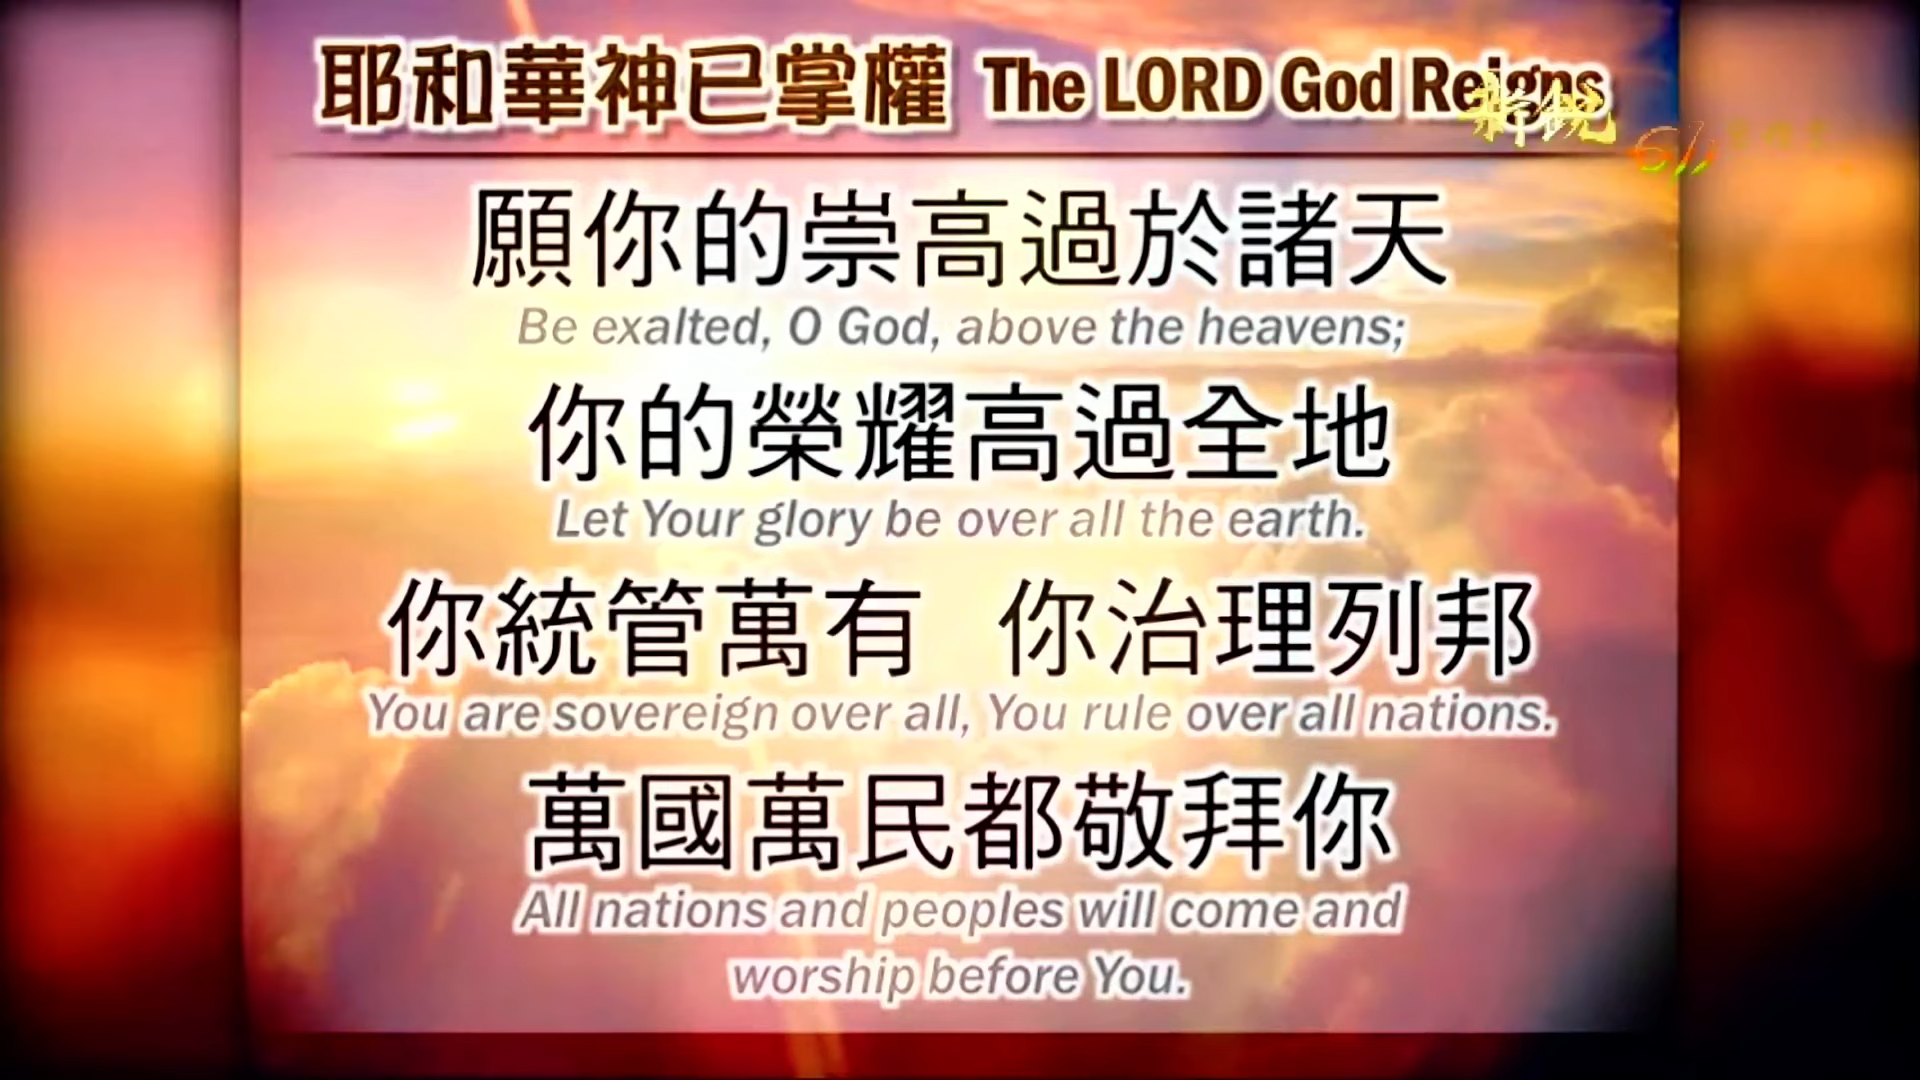 耶和華神已掌權 The LORD God Reigns
新銳
611
願你的崇高過於諸天
Be exalted, O God, above the heavens;
你的榮耀高過全地
Let Your glory be over all the earth.
你統管萬有 你治理列邦
You are sovereign over all, You rule over all nations.
萬國萬民都敬拜你
All nations and peoples will come and
worship before You.